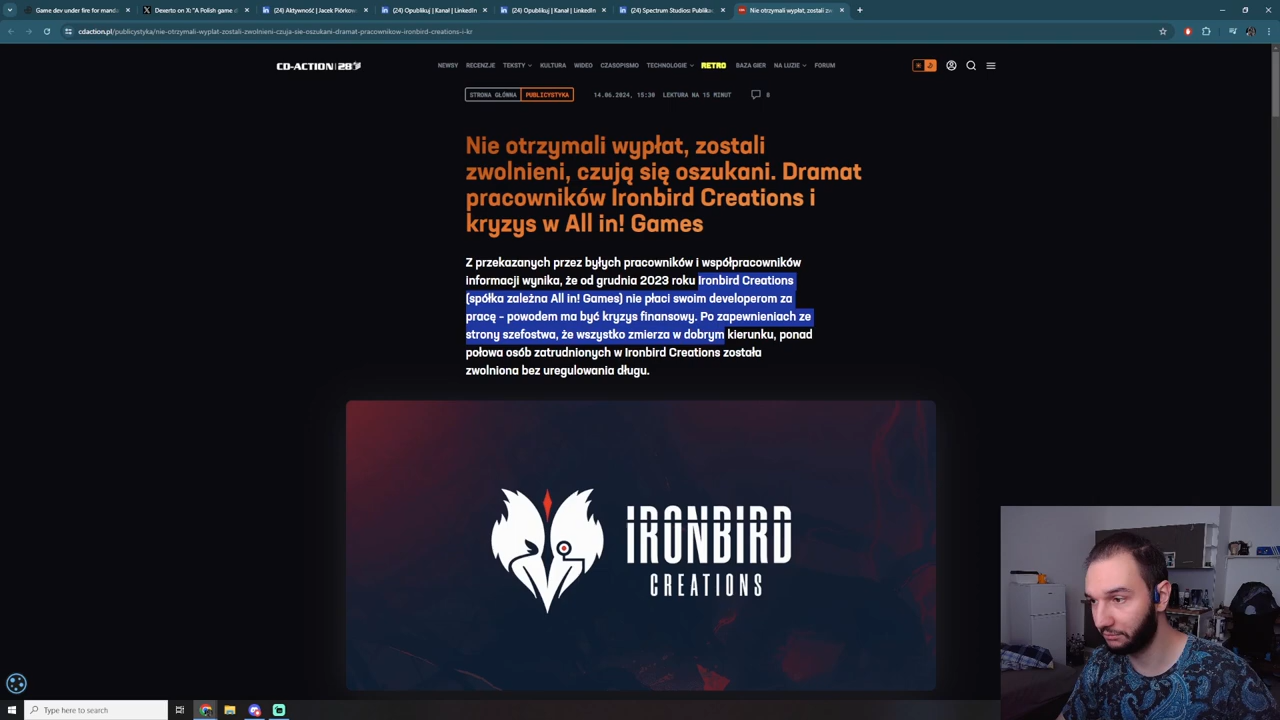 Game dev under fire for manda
Dexerto on X: "A Polish game d
(24) Aktywność | Jacek Piórkow
(24) Opublikuj | Kanał | LinkedIn
(24) Opublikuj | Kanał | LinkedIn
(24) Spectrum Studios: Publikac
Nie otrzymali wypłat, zostali zw
cdaction.pl/publicystyka/nie-otrzymali-wyplat-zostali-zwolnieni-czuja-sie-oszukani-dramat-pracownikow-ironbird-creations-i-kr
CD-ACTION 28
NEWSY RECENZJE TEKSTY KULTURA WIDEO CZASOPISMO TECHNOLOGIE RETRO BAZA GIER NA LUZIE FORUM
STRONA GŁÓWNA PUBLICYSTYKA 14.06.2024, 15:30 LEKTURA NA 15 MINUT
Nie otrzymali wypłat, zostali
zwolnieni, czują się oszukani. Dramat
pracowników Ironbird Creations i
kryzys w All in! Games
Z przekazanych przez byłych pracowników i współpracowników
informacji wynika, że od grudnia 2023 roku Ironbird Creations
(spółka zależna All in! Games) nie płaci swoim developerom za
pracę – powodem ma być kryzys finansowy. Po zapewnieniach ze
strony szefostwa, że wszystko zmierza w dobrym kierunku, ponad
połowa osób zatrudnionych w Ironbird Creations została
zwolniona bez uregulowania długu.
IRONBIRD
CREATIONS
Type here to search